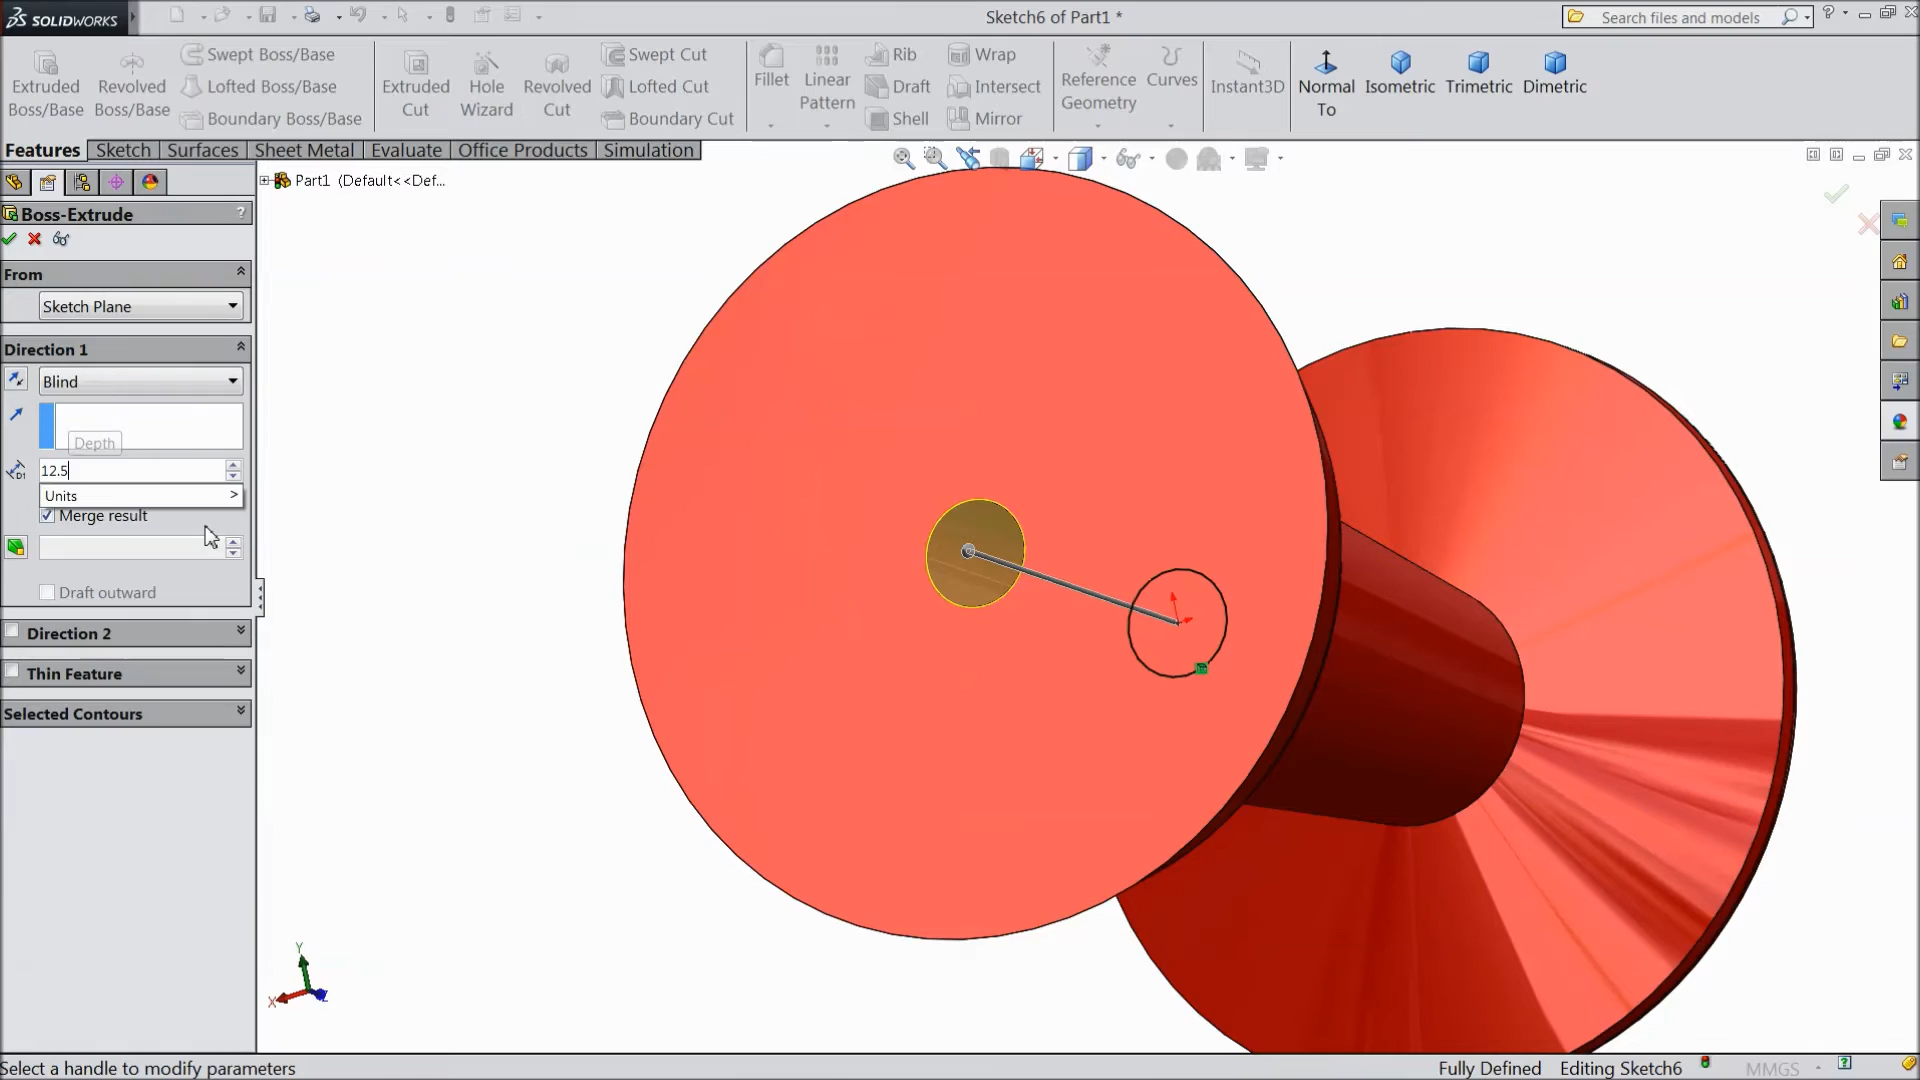 SOLIDWORKS
Sketch6 of Part1 *
Search files and models
Extruded Boss/Base
Revolved Boss/Base
Swept Boss/Base
Lofted Boss/Base
Boundary Boss/Base
Extruded Cut
Hole Wizard
Revolved Cut
Swept Cut
Lofted Cut
Boundary Cut
Fillet
Linear Pattern
Rib
Draft
Shell
Wrap
Intersect
Mirror
Reference Geometry
Curves
Instant3D
Normal To
Isometric
Trimetric
Dimetric
Features
Sketch
Surfaces
Sheet Metal
Evaluate
Office Products
Simulation
Part1 (Default<<Def...
Boss-Extrude
?
From
Sketch Plane
Direction 1
Blind
Depth
D1
12.5
Units >
Merge result
Draft outward
Direction 2
Thin Feature
Selected Contours
Y
X
Z
Select a handle to modify parameters
Fully Defined
Editing Sketch6
MMGS